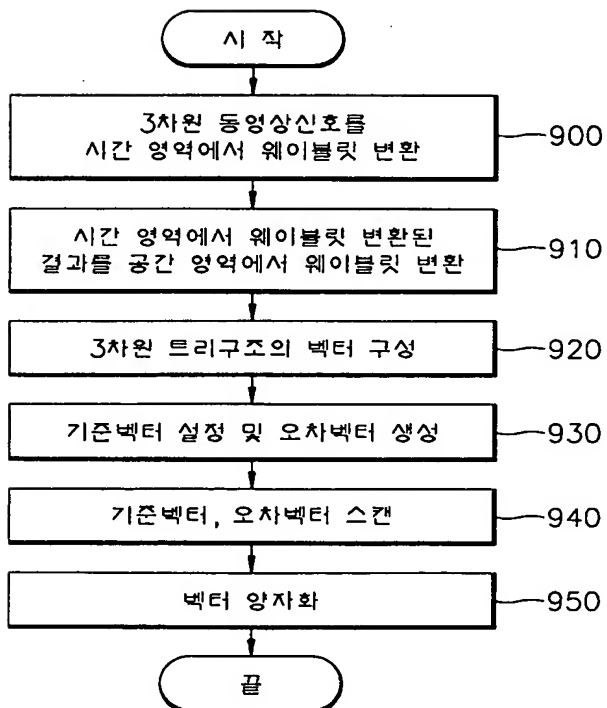 시 작
3차원 동영상신호를
시간 영역에서 웨이블릿 변환
900
시간 영역에서 웨이블릿 변환된
결과를 공간 영역에서 웨이블릿 변환
910
3차원 트리구조의 벡터 구성
920
기준벡터 설정 및 오차벡터 생성
930
기준벡터, 오차벡터 스캔
940
벡터 양자화
950
끝